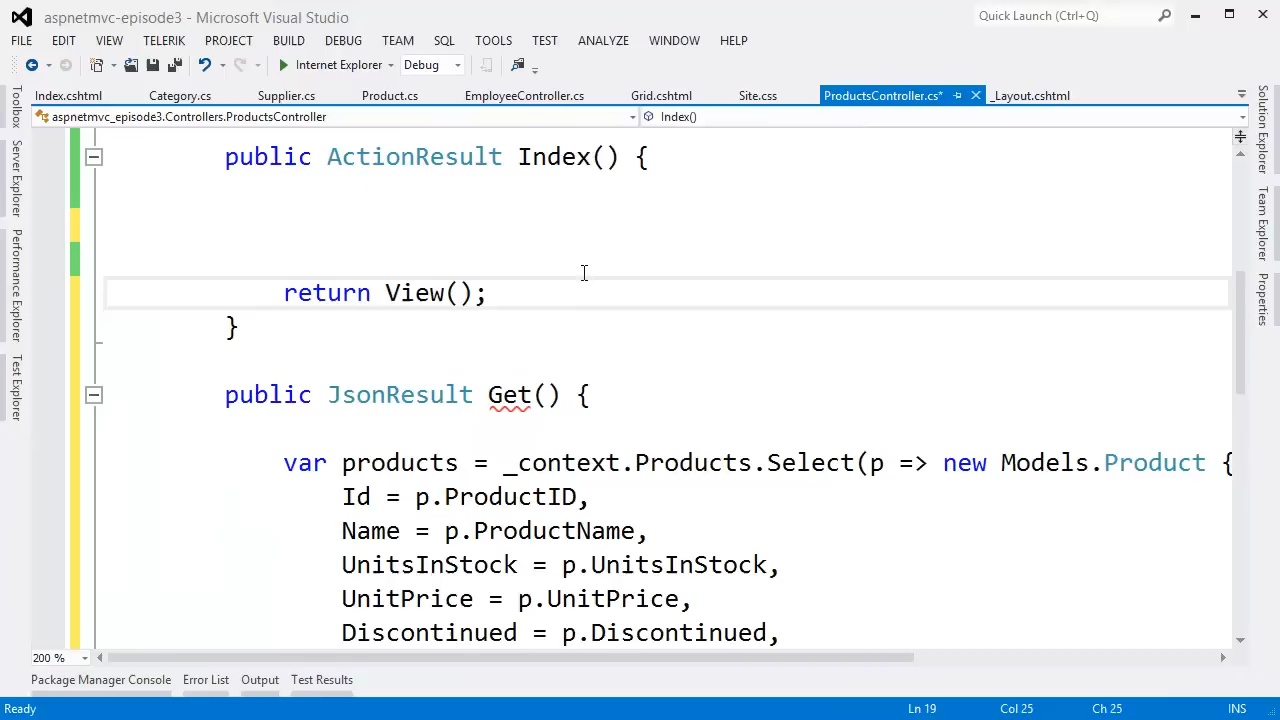 aspnetmvc-episode3 - Microsoft Visual Studio
Quick Launch (Ctrl+Q)
FILE EDIT VIEW TELERIK PROJECT BUILD DEBUG TEAM SQL TOOLS TEST ANALYZE WINDOW HELP
Internet Explorer Debug
Index.cshtml Category.cs Supplier.cs Product.cs EmployeeController.cs Grid.cshtml Site.css ProductsController.cs* _Layout.cshtml
aspnetmvc_episode3.Controllers.ProductsController Index()
Toolbox
Server Explorer
Performance Explorer
Test Explorer
public ActionResult Index() {
return View();
}
public JsonResult Get() {
var products = _context.Products.Select(p => new Models.Product {
Id = p.ProductID,
Name = p.ProductName,
UnitsInStock = p.UnitsInStock,
UnitPrice = p.UnitPrice,
Discontinued = p.Discontinued,
Solution Explorer
Team Explorer
Properties
200 %
Package Manager Console Error List Output Test Results
Ready Ln 19 Col 25 Ch 25 INS